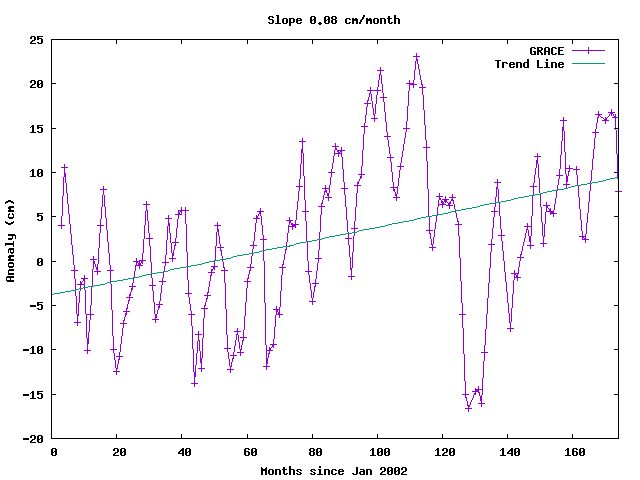 Slope 0.08 cm/month
GRACE
Trend Line
25
20
15
10
5
0
-5
-10
-15
-20
Anomaly (cm)
0 20 40 60 80 100 120 140 160
Months since Jan 2002